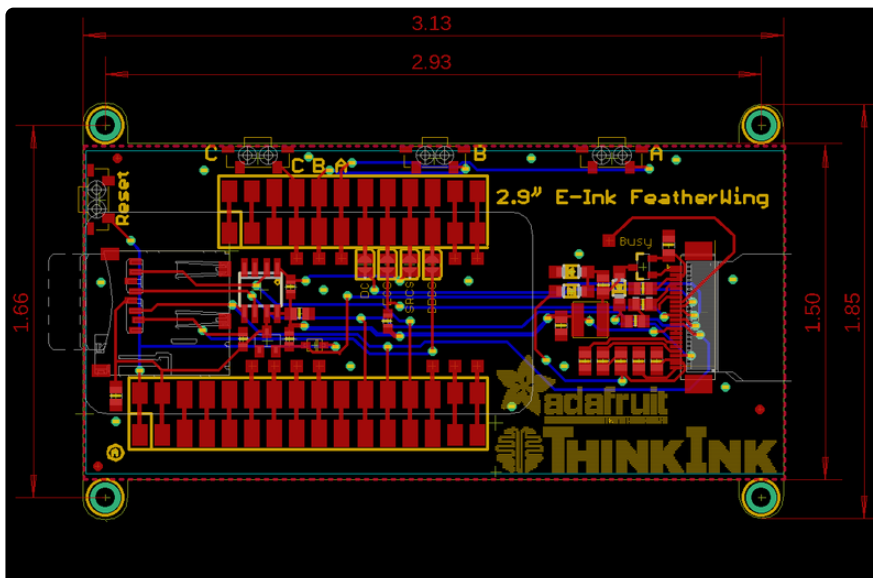 3.13
2.93
C
B
A
C B A
Reset
2.9" E-Ink FeatherWing
Busy
DC
SRCS
1.66
1.50
1.85
adafruit
ThinkInk